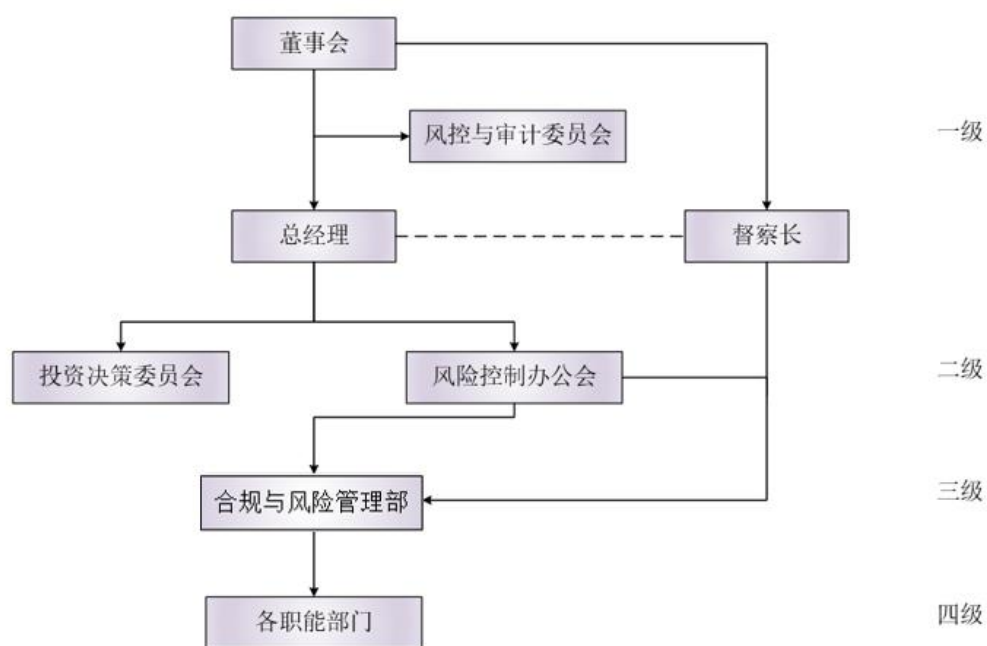 董事会
风控与审计委员会
一级
总经理
督察长
投资决策委员会
风险控制办公会
二级
合规与风险管理部
三级
各职能部门
四级